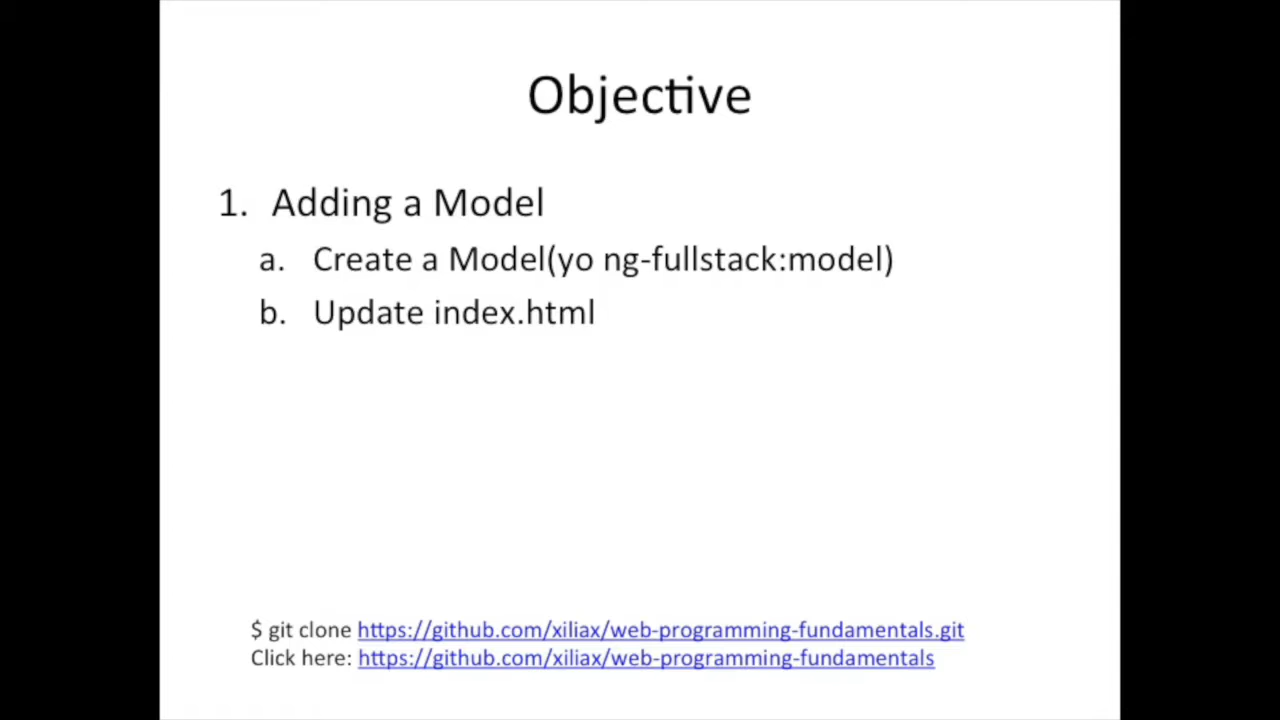 Objective
1. Adding a Model
a. Create a Model(yo ng-fullstack:model)
b. Update index.html
$ git clone https://github.com/xiliax/web-programming-fundamentals.git
Click here: https://github.com/xiliax/web-programming-fundamentals